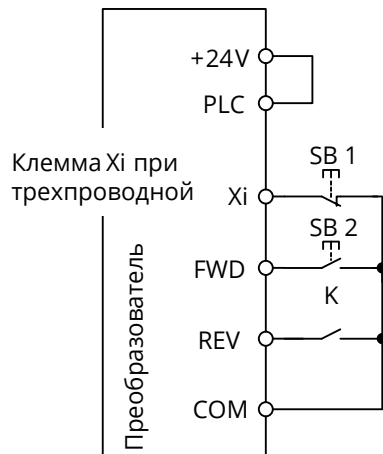 +24V
PLC
Клемма Xi при
трехпроводной
SB 1
Xi
SB 2
FWD
K
REV
COM
Преобразователь